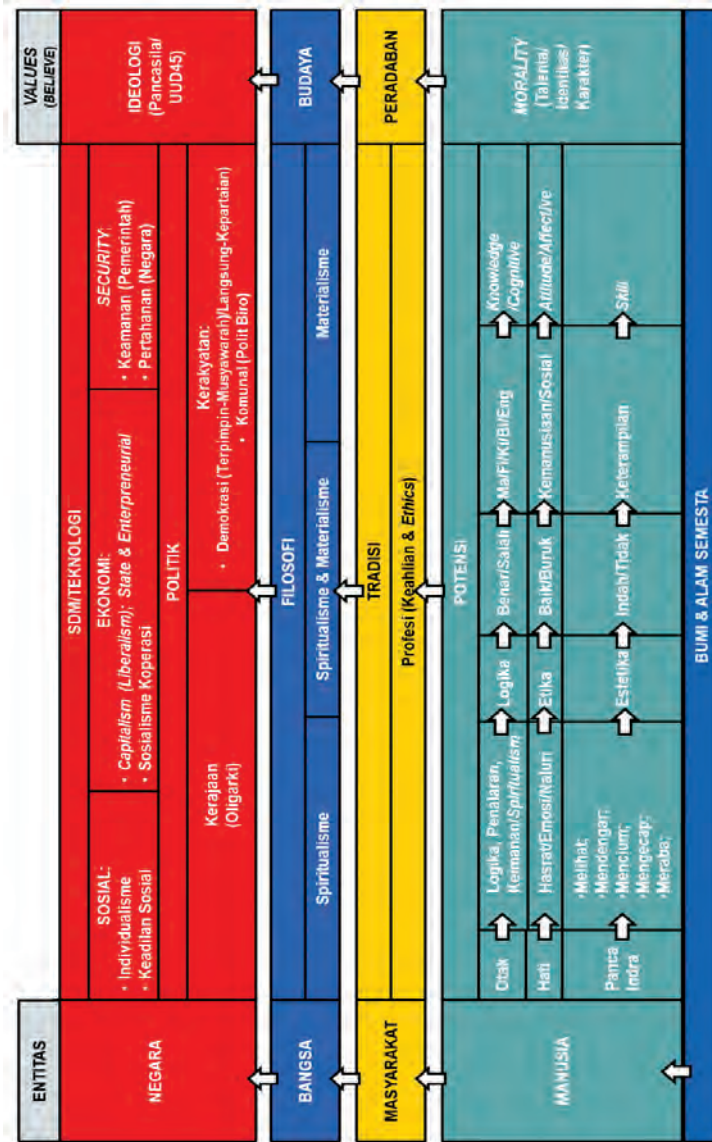 ENTITAS
VALUES
(BELIEVE)
NEGARA
SDM/TEKNOLOGI
SOSIAL:
• Individualisme
• Keadilan Sosial
EKONOMI:
• Capitalism (Liberalism); State & Enterpreneurial
• Sosialisme Koperasi
SECURITY:
• Keamanan (Pemerintah)
• Pertahanan (Negara)
POLITIK
Kerajaan
(Oligarki)
Kerakyatan:
• Demokrasi (Terpimpin-Musyawarah)/Langsung-Kepartaian)
• Komunal (Polit Biro)
IDEOLOGI
(Pancasila/
UUD45)
BANGSA
FILOSOFI
Spiritualisme
Spiritualisme & Materialisme
Materialisme
BUDAYA
MASYARAKAT
TRADISI
Profesi (Keahlian & Ethics)
PERADABAN
MANUSIA
POTENSI
Otak
Logika, Penalaran,
Keimanan/Spiritualism
Logika
Benar/Salah
Ma/Fi/Ki/Bi/Eng
Knowledge
/Cognitive
Hati
Hasrat/Emosi/Naluri
Etika
Baik/Buruk
Kemanusiaan/Sosial
Attitude/Affective
Panca
Indra
•Melihat;
•Mendengar;
•Mencium;
•Mengecap;
•Meraba;
Estetika
Indah/Tidak
Keterampilan
Skill
MORALITY
(Talenta/
Identikas/
Karakter)
BUMI & ALAM SEMESTA